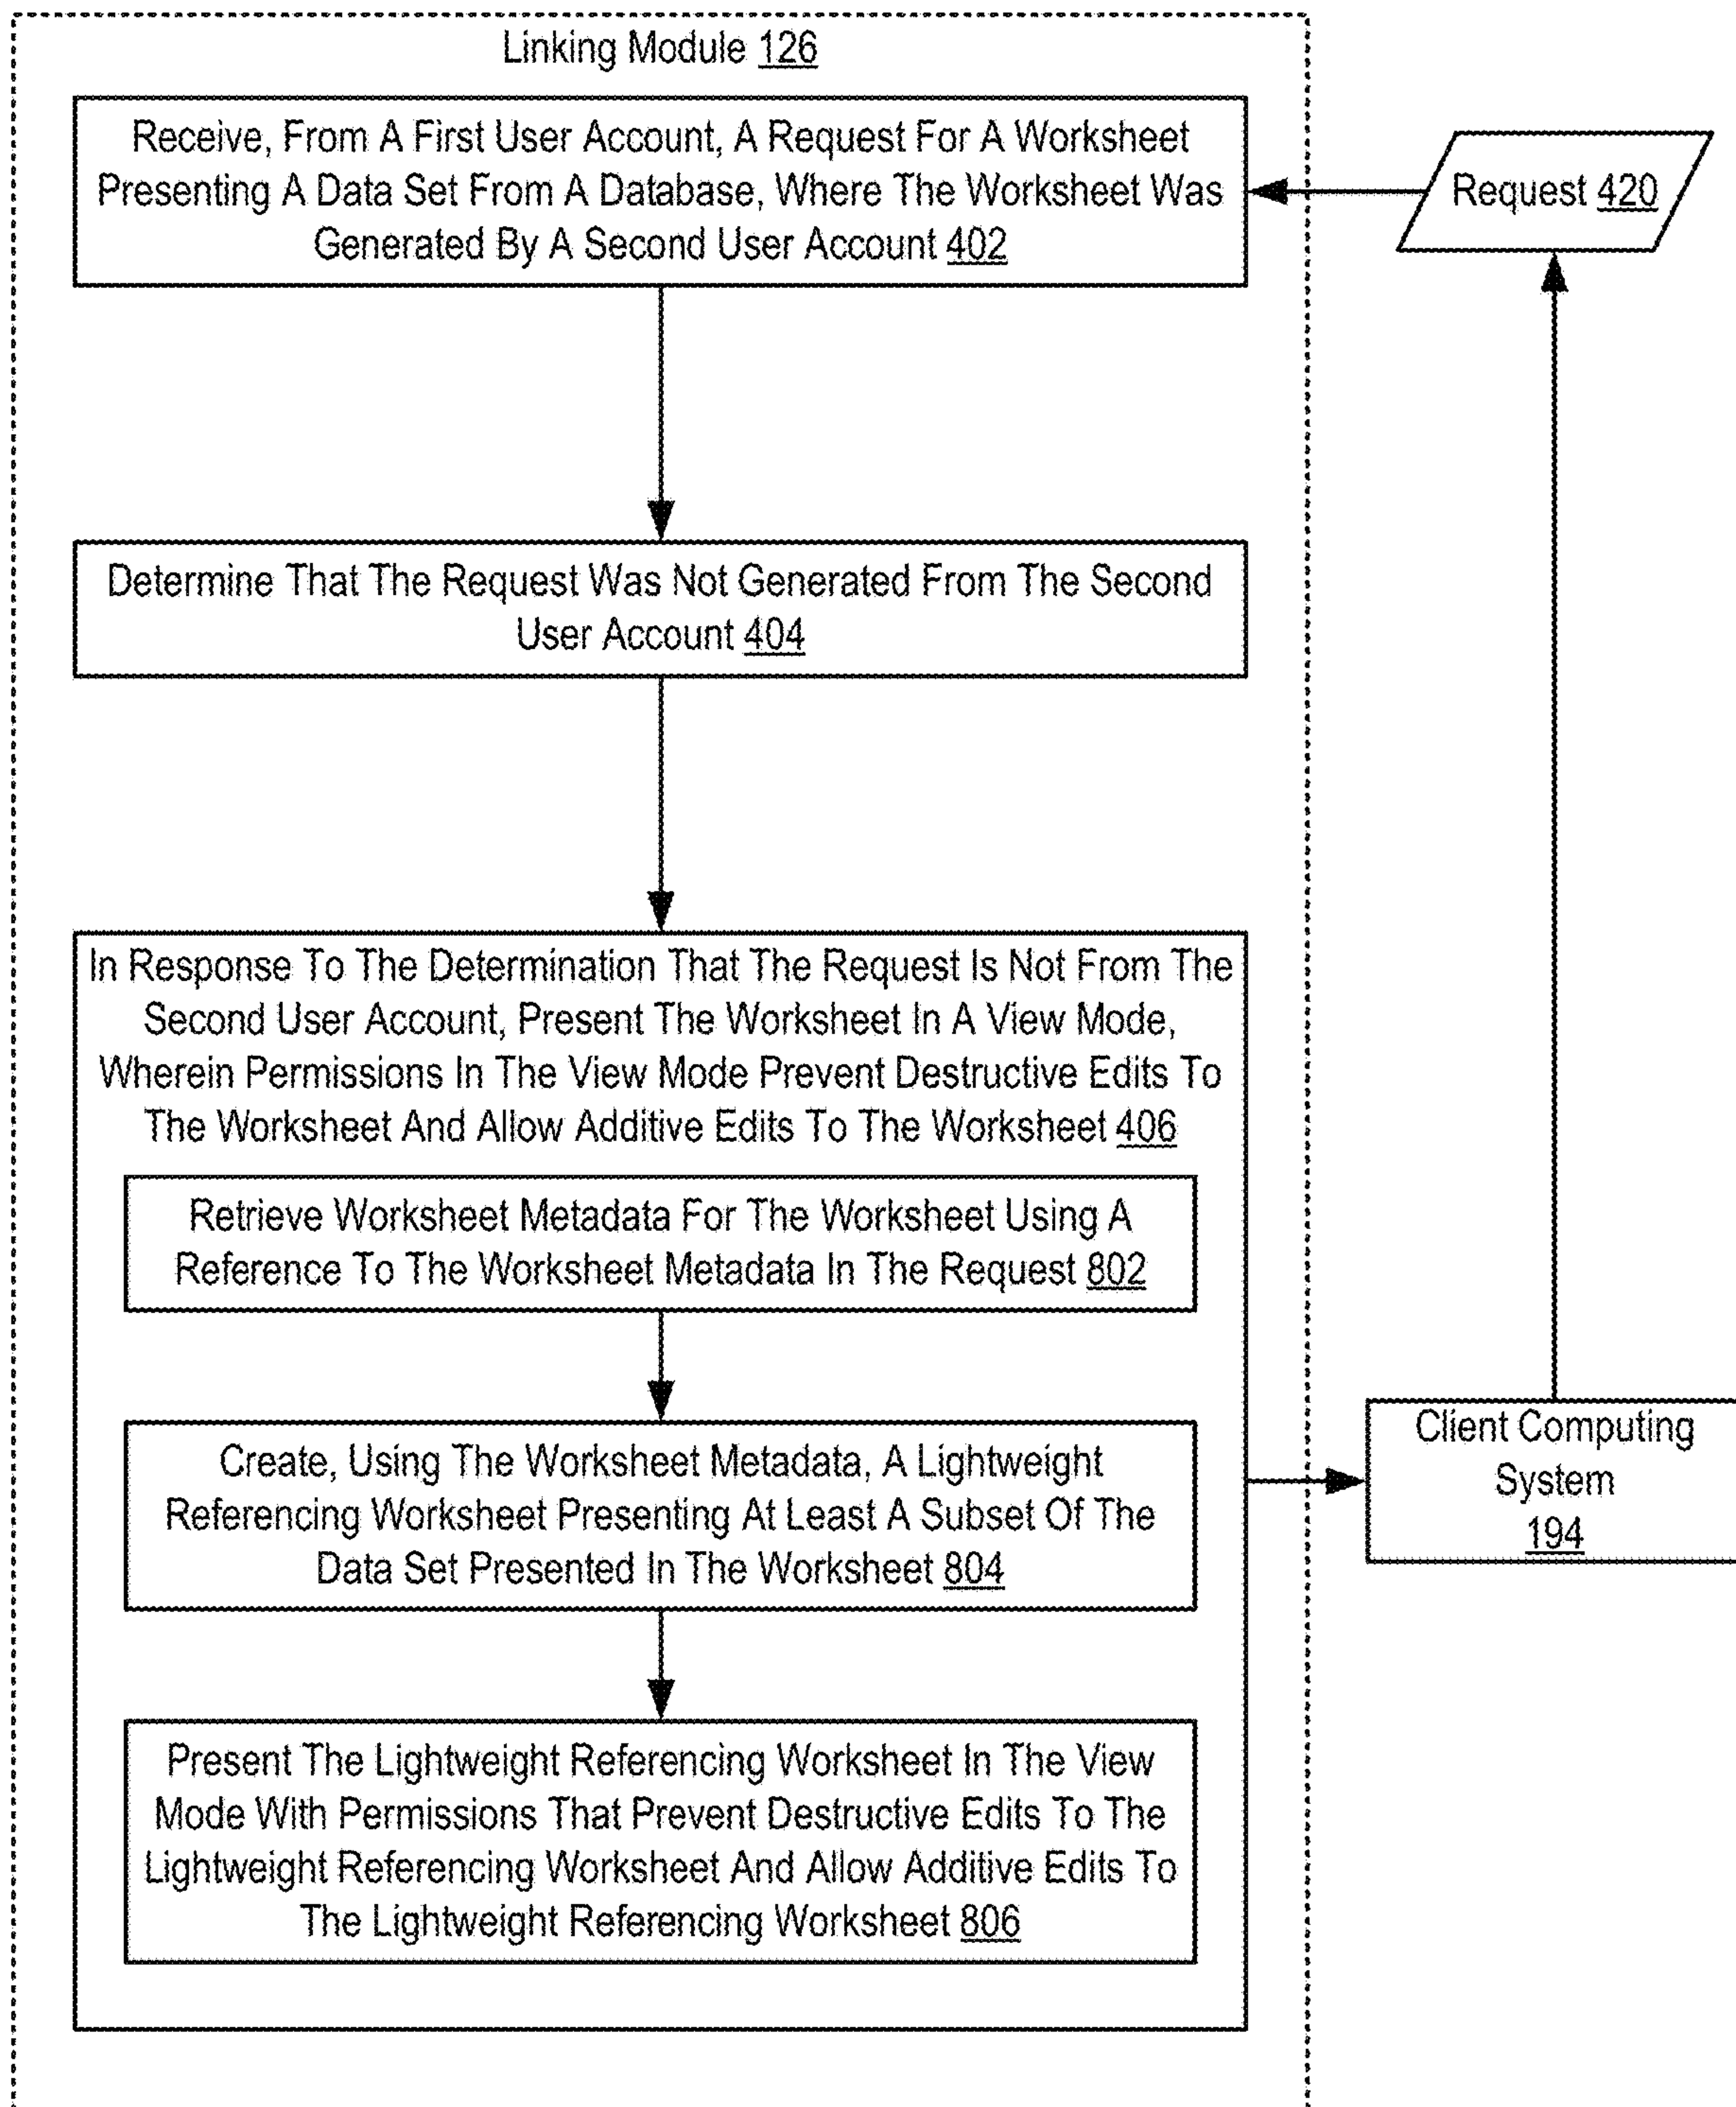 Linking Module 126
Receive, From A First User Account, A Request For A Worksheet
Presenting A Data Set From A Database, Where The Worksheet Was
Generated By A Second User Account 402
Request 420
Determine That The Request Was Not Generated From The Second
User Account 404
In Response To The Determination That The Request Is Not From The
Second User Account, Present The Worksheet In A View Mode,
Wherein Permissions In The View Mode Prevent Destructive Edits To
The Worksheet And Allow Additive Edits To The Worksheet 406
Retrieve Worksheet Metadata For The Worksheet Using A
Reference To The Worksheet Metadata In The Request 802
Create, Using The Worksheet Metadata, A Lightweight
Referencing Worksheet Presenting At Least A Subset Of The
Data Set Presented In The Worksheet 804
Client Computing
System
194
Present The Lightweight Referencing Worksheet In The View
Mode With Permissions That Prevent Destructive Edits To The
Lightweight Referencing Worksheet And Allow Additive Edits To
The Lightweight Referencing Worksheet 806